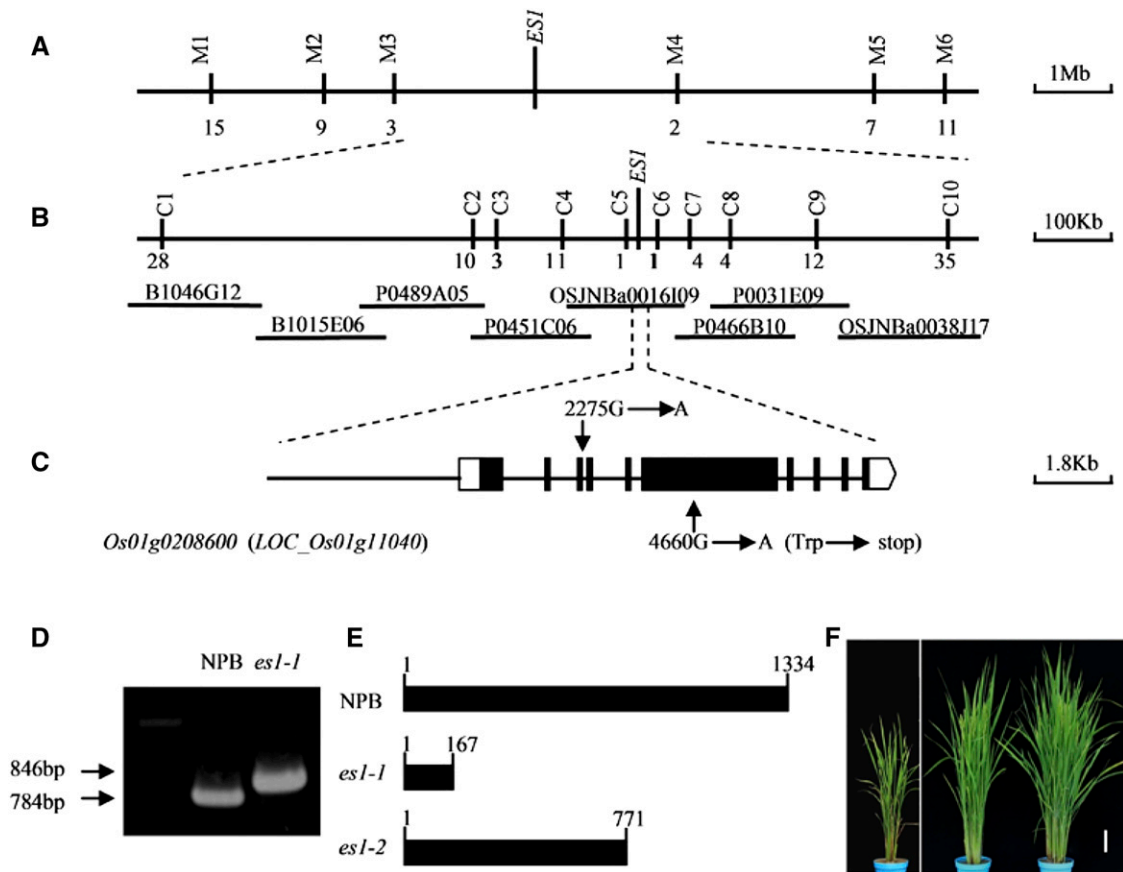 A
M1 M2 M3 ES1 M4 M5 M6
1Mb
15 9 3 2 7 11
B
C1 C2 C3 C4 C5 ES1 C6 C7 C8 C9 C10
100Kb
28 10 3 11 1 1 4 4 12 35
B1046G12 P0489A05 OSJNBa0016I09 P0031E09
B1015E06 P0451C06 P0466B10 OSJNBa0038J17
2275G A
C
1.8Kb
Os01g0208600 (LOC_Os01g11040)
4660G A (Trp stop)
D
NPB es1-1
846bp
784bp
E
1 1334
NPB
1 167
es1-1
1 771
es1-2
F